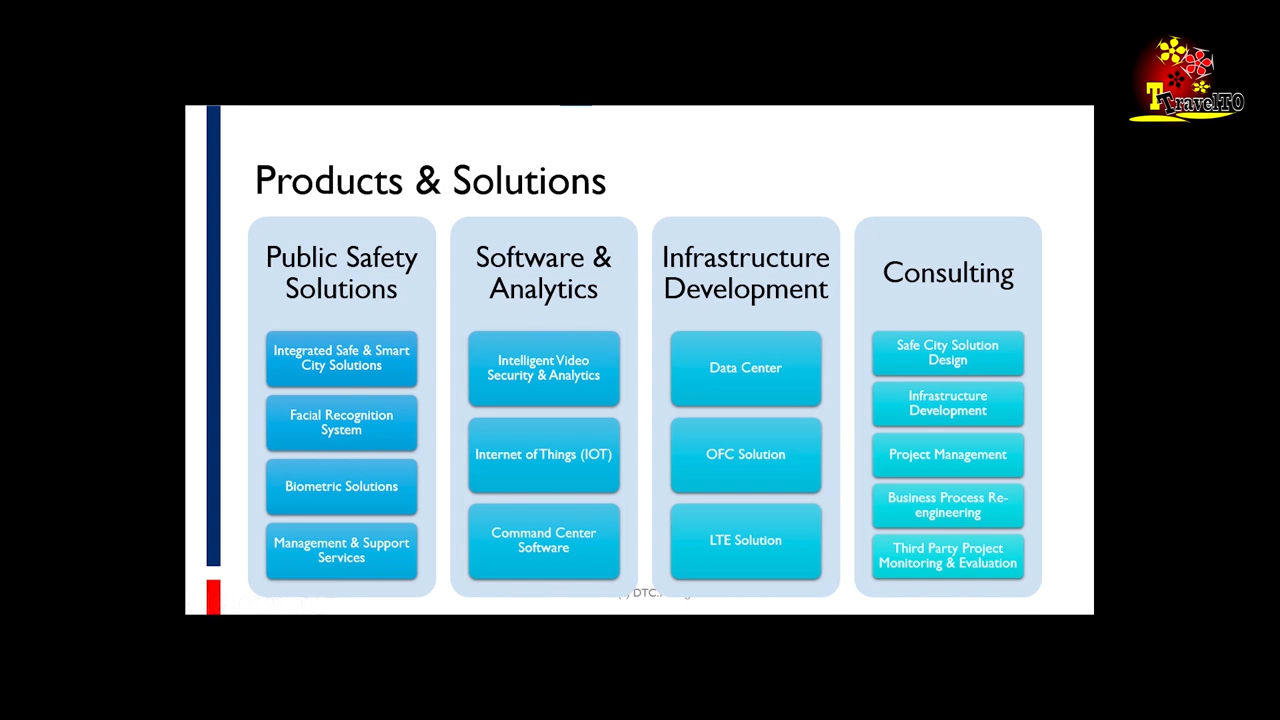 TravelTO
Products & Solutions
Public Safety
Solutions
Integrated Safe & Smart
City Solutions
Facial Recognition
System
Biometric Solutions
Management & Support
Services
Software &
Analytics
Intelligent Video
Security & Analytics
Internet of Things (IOT)
Command Center
Software
Infrastructure
Development
Data Center
OFC Solution
LTE Solution
Consulting
Safe City Solution
Design
Infrastructure
Development
Project Management
Business Process Re-
engineering
Third Party Project
Monitoring & Evaluation
DTC